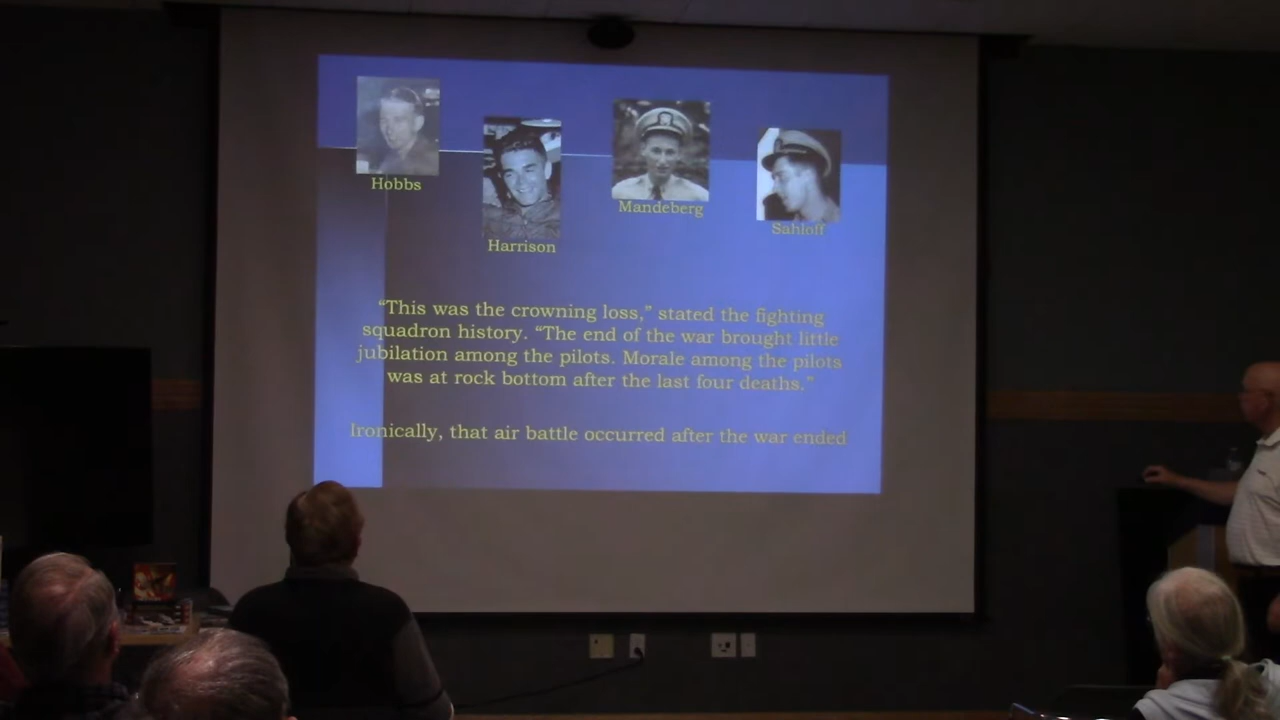 Hobbs
Harrison
Mandeberg
Sahloff
“This was the crowning loss,” stated the fighting
squadron history. “The end of the war brought little
jubilation among the pilots. Morale among the pilots
was at rock bottom after the last four deaths.”
Ironically, that air battle occurred after the war ended